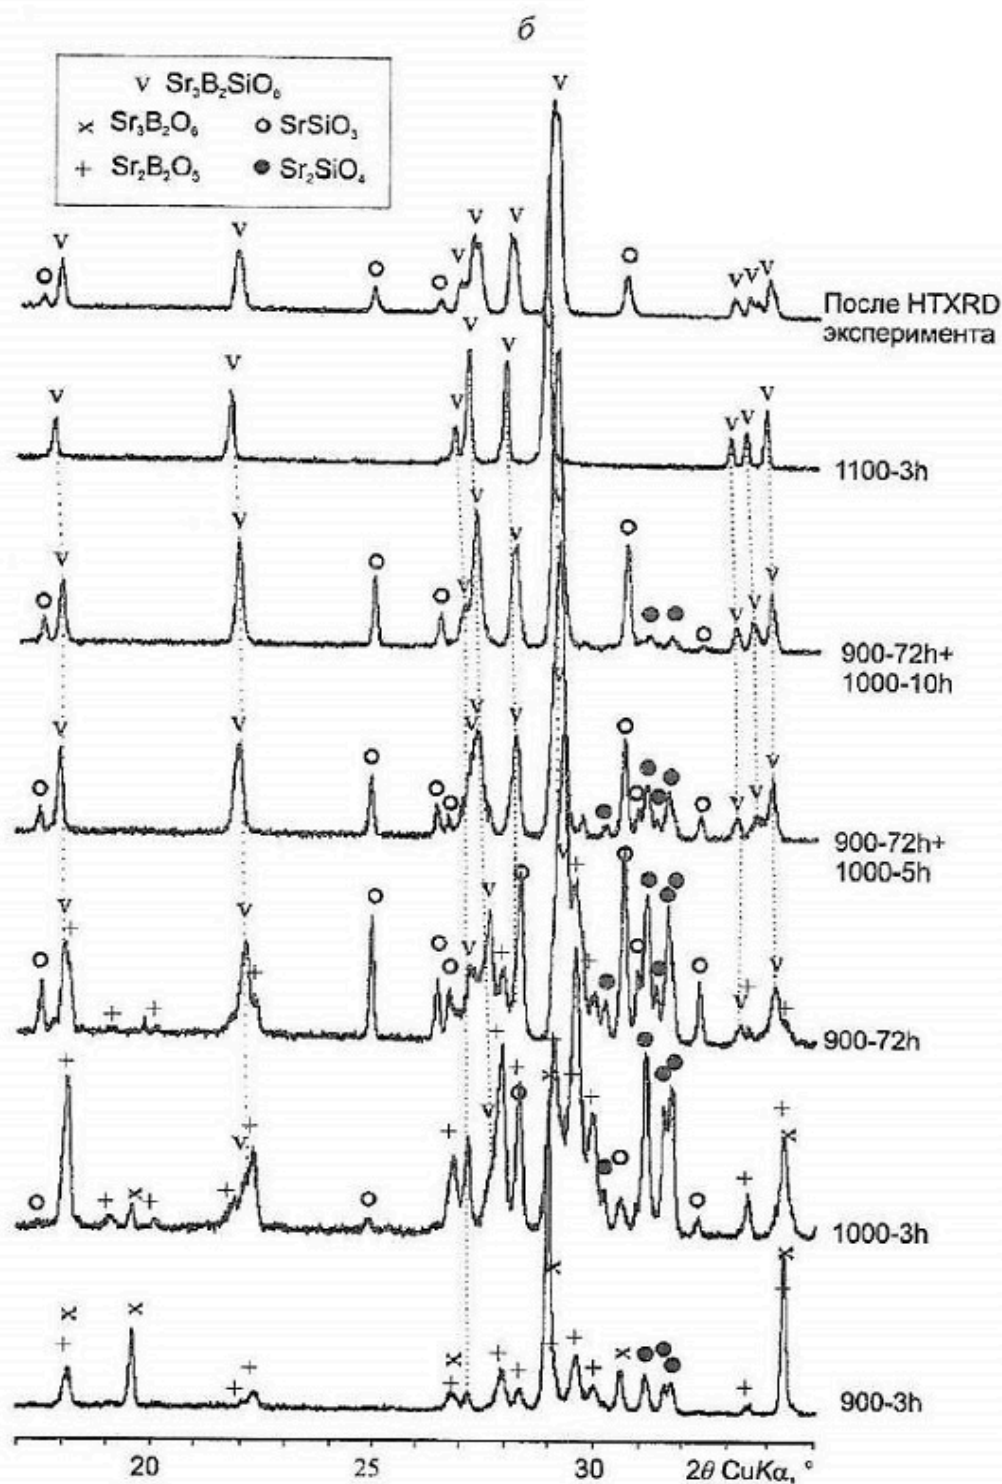 б
v Sr₃B₂SiO₈
× Sr₃B₂O₆ o SrSiO₃
+ Sr₂B₂O₅ ● Sr₂SiO₄
После HTXRD
эксперимента
1100-3h
900-72h+
1000-10h
900-72h+
1000-5h
900-72h
1000-3h
900-3h
20 25 30 2θ CuKα, °